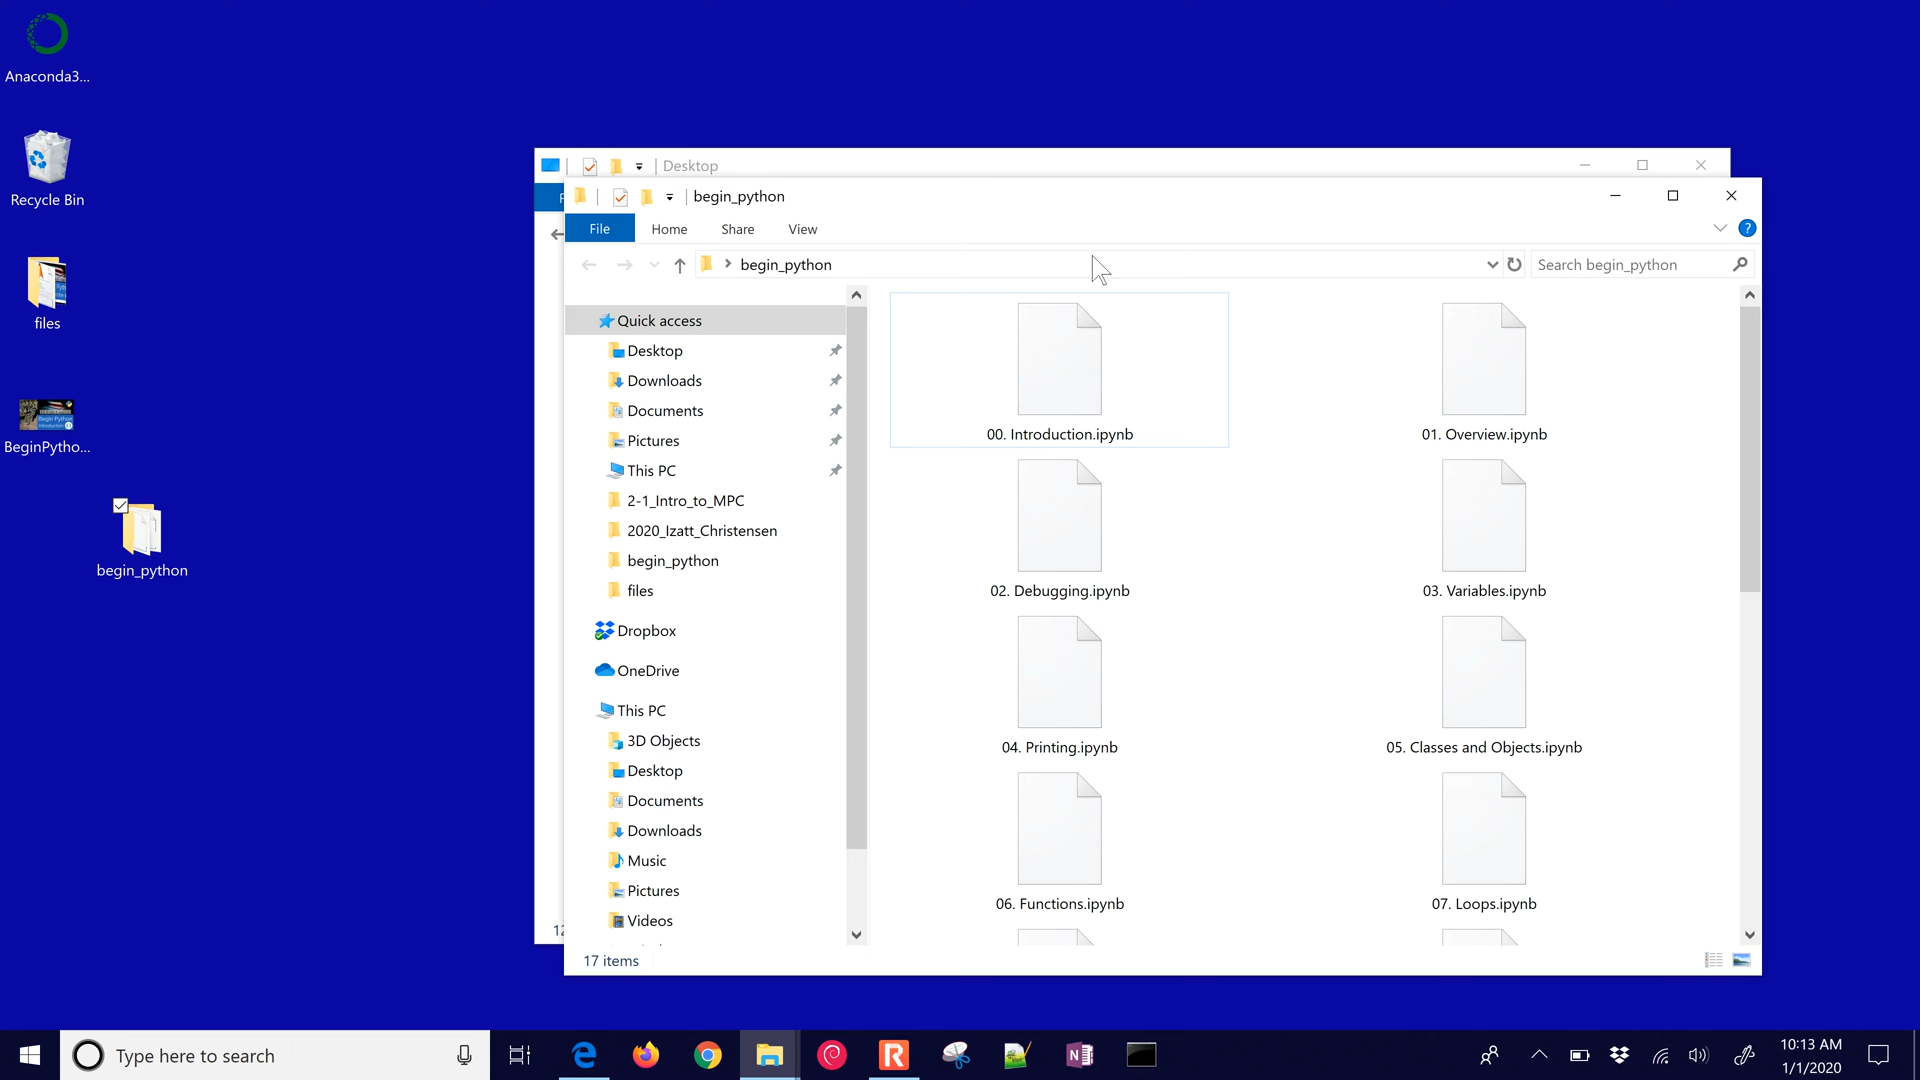 Anaconda3...
Recycle Bin
files
BeginPytho...
begin_python
Desktop
begin_python
File
Home
Share
View
begin_python
Search begin_python
Quick access
Desktop
Downloads
Documents
Pictures
This PC
2-1_Intro_to_MPC
2020_Izatt_Christensen
begin_python
files
Dropbox
OneDrive
This PC
3D Objects
Desktop
Documents
Downloads
Music
Pictures
Videos
00. Introduction.ipynb
01. Overview.ipynb
02. Debugging.ipynb
03. Variables.ipynb
04. Printing.ipynb
05. Classes and Objects.ipynb
06. Functions.ipynb
07. Loops.ipynb
17 items
Type here to search
10:13 AM
1/1/2020